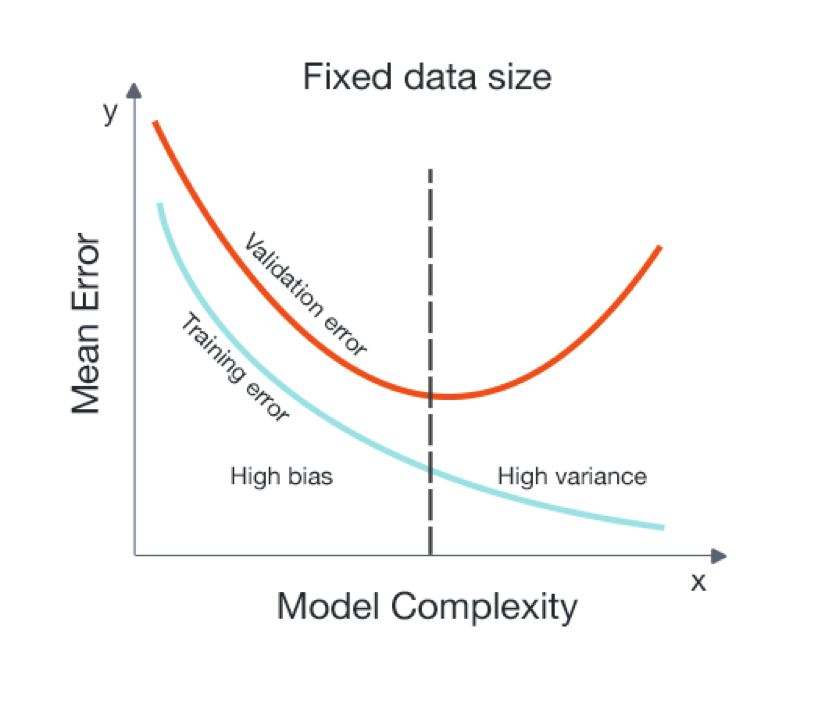 Fixed data size
y
Mean Error
Validation error
Training error
High bias
High variance
x
Model Complexity